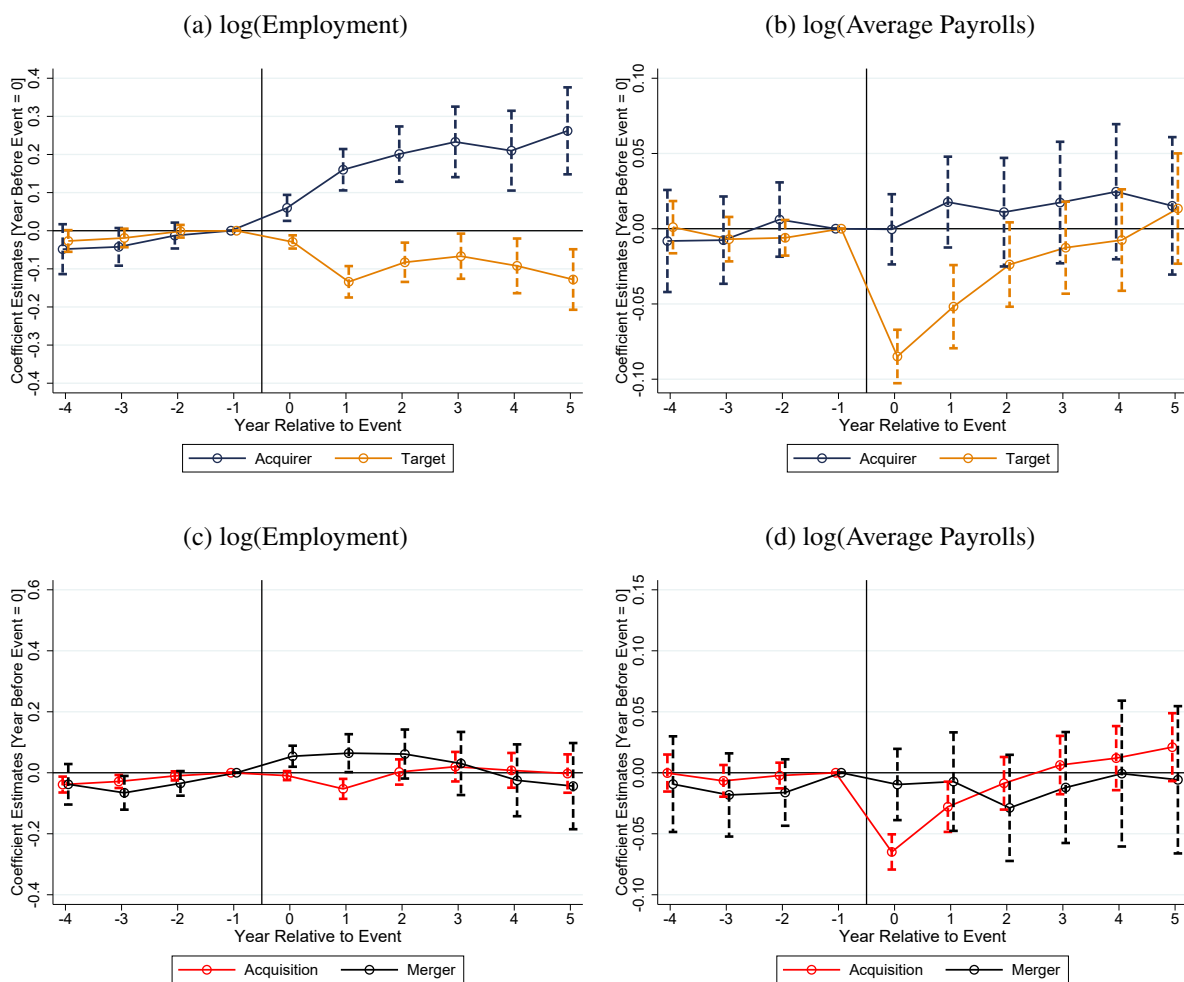 (a) log(Employment)
Coefficient Estimates [Year Before Event = 0]
0.4
0.3
0.2
0.1
0.0
-0.1
-0.2
-0.3
-0.4
-4 -3 -2 -1 0 1 2 3 4 5
Year Relative to Event
Acquirer Target
(b) log(Average Payrolls)
Coefficient Estimates [Year Before Event = 0]
0.10
0.05
0.00
-0.05
-0.10
-4 -3 -2 -1 0 1 2 3 4 5
Year Relative to Event
Acquirer Target
(c) log(Employment)
Coefficient Estimates [Year Before Event = 0]
0.6
0.4
0.2
0.0
-0.2
-0.4
-4 -3 -2 -1 0 1 2 3 4 5
Year Relative to Event
Acquisition Merger
(d) log(Average Payrolls)
Coefficient Estimates [Year Before Event = 0]
0.15
0.10
0.05
0.00
-0.05
-0.10
-4 -3 -2 -1 0 1 2 3 4 5
Year Relative to Event
Acquisition Merger